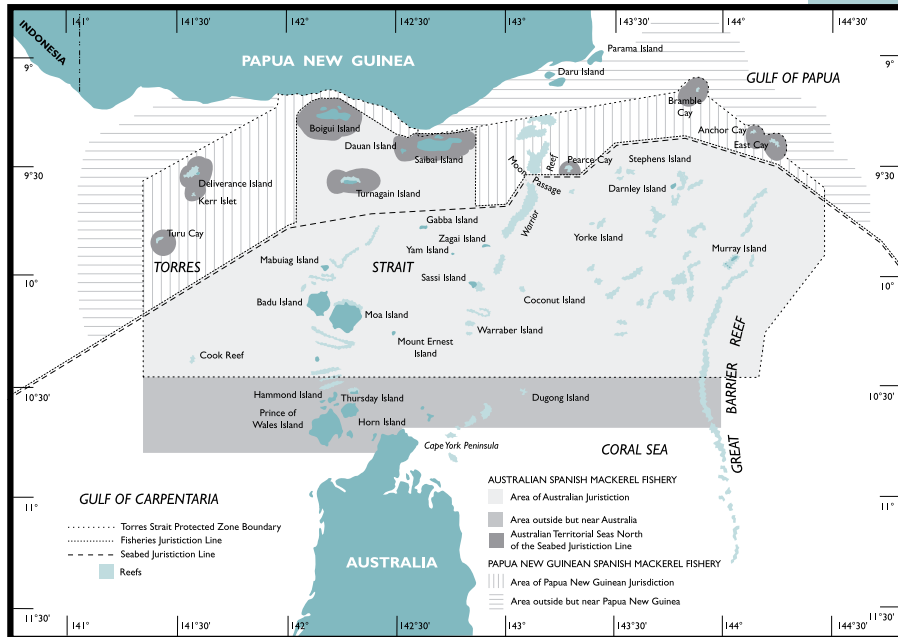 141°
141°30'
142°
142°30'
143°
143°30'
144°
144°30'
INDONESIA
Parama Island
9°
PAPUA NEW GUINEA
9°
Daru Island
GULF OF PAPUA
Bramble
Cay
Boigui Island
Anchor Cay
Dauan Island
East Cay
Saibai Island
Moon Passage
Reef
Pearce Cay
Stephens Island
9°30'
9°30'
Deliverance Island
Turnagain Island
Darnley Island
Kerr Islet
Gabba Island
Warrior
Turu Cay
Zagai Island
Yorke Island
Yam Island
Murray Island
Mabuiag Island
TORRES
STRAIT
Sassi Island
10°
10°
Badu Island
Coconut Island
Moa Island
Warraber Island
Mount Ernest
Island
Cook Reef
GREAT BARRIER REEF
10°30'
10°30'
Hammond Island
Thursday Island
Dugong Island
Prince of
Wales Island
Horn Island
Cape York Peninsula
CORAL SEA
AUSTRALIAN SPANISH MACKEREL FISHERY
GULF OF CARPENTARIA
Area of Australian Juristiction
11°
11°
Area outside but near Australia
Torres Strait Protected Zone Boundary
Australian Territorial Seas North
of the Seabed Juristiction Line
Fisheries Juristiction Line
Seabed Juristiction Line
AUSTRALIA
PAPUA NEW GUINEAN SPANISH MACKEREL FISHERY
Reefs
Area of Papua New Guinean Jurisdiction
Area outside but near Papua New Guinea
11°30'
11°30'
141°
141°30'
142°
142°30'
143°
143°30'
144°
144°30'